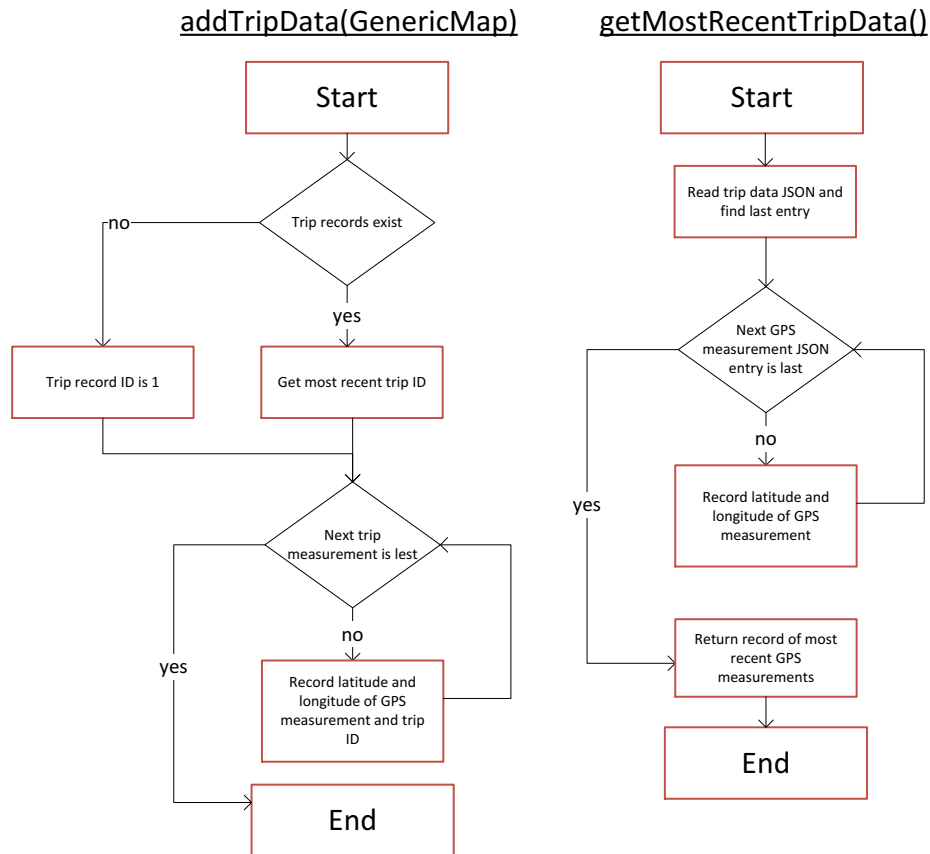 addTripData(GenericMap)
Start
Trip records exist
no
yes
Trip record ID is 1
Get most recent trip ID
Next trip
measurement is lest
no
yes
Record latitude and
longitude of GPS
measurement and trip
ID
End
getMostRecentTripData()
Start
Read trip data JSON and
find last entry
Next GPS
measurement JSON
entry is last
no
yes
Record latitude and
longitude of GPS
measurement
Return record of most
recent GPS
measurements
End